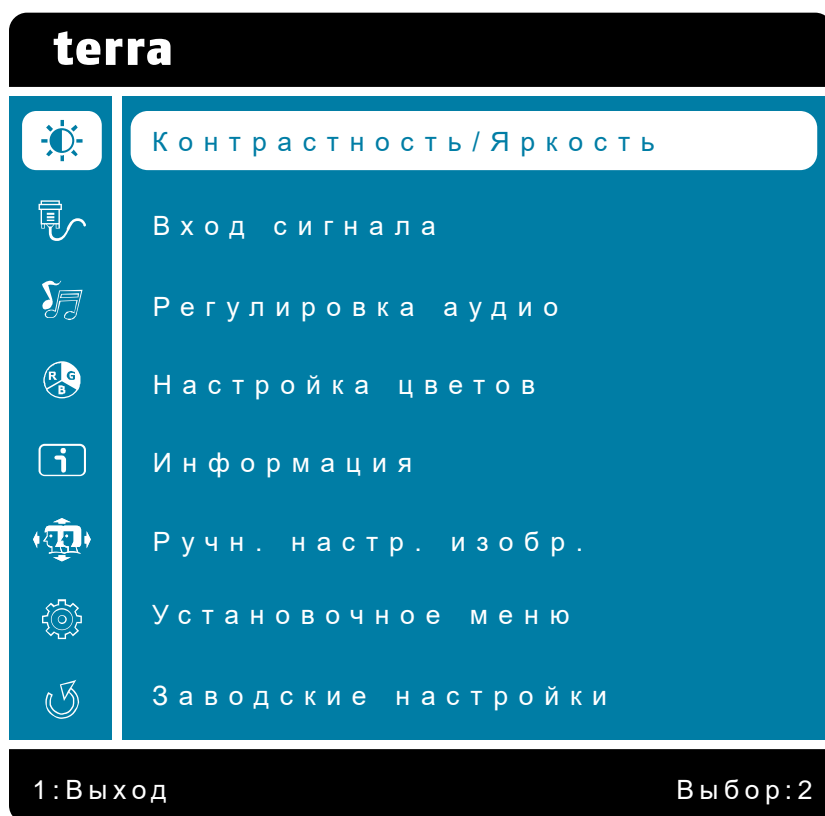 terra
Контрастность/Яркость
Вход сигнала
Регулировка аудио
R G
B
Настройка цветов
i
Информация
Ручн. настр. изобр.
Установочное меню
Заводские настройки
1:Выход Выбор:2